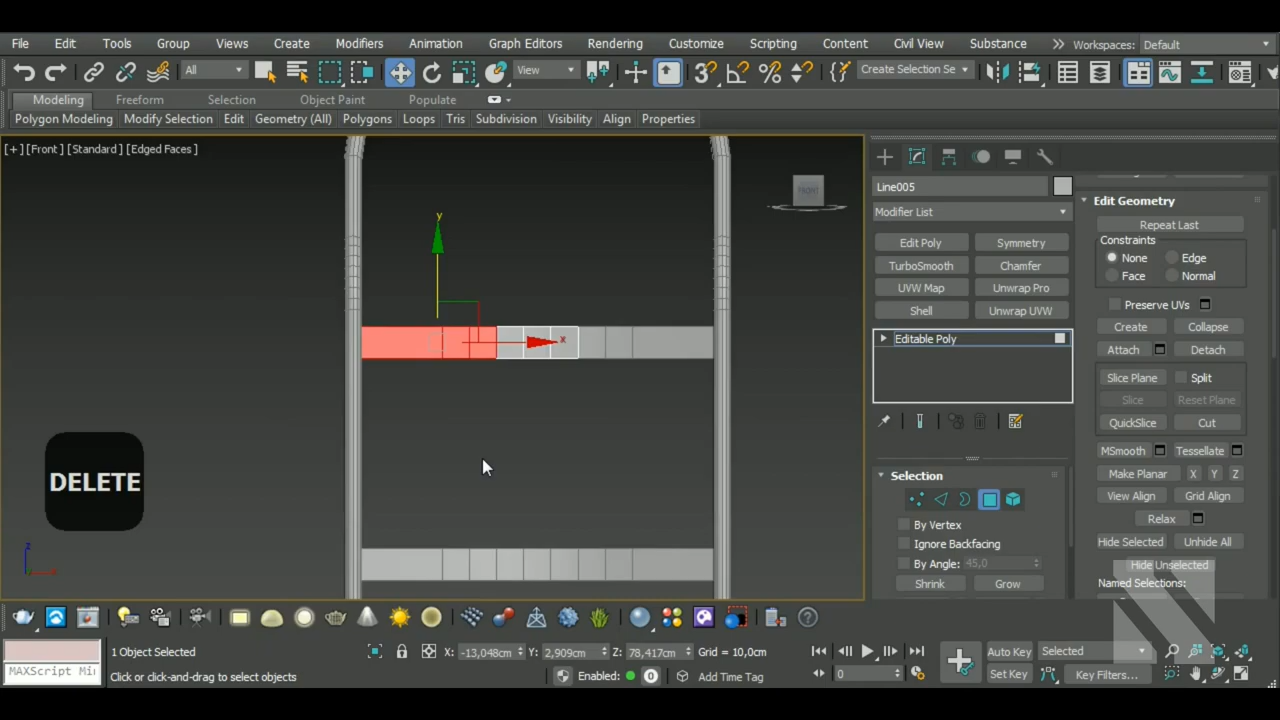 File Edit Tools Group Views Create Modifiers Animation Graph Editors Rendering Customize Scripting Content Civil View Substance Workspaces: Default
All View Create Selection Se
Modeling Freeform Selection Object Paint Populate
Polygon Modeling Modify Selection Edit Geometry (All) Polygons Loops Tris Subdivision Visibility Align Properties
[+] [Front] [Standard] [Edged Faces]
y
x
DELETE
z
Line005
Modifier List
Edit Poly Symmetry
TurboSmooth Chamfer
UVW Map Unwrap Pro
Shell Unwrap UVW
Editable Poly
Selection
By Vertex
Ignore Backfacing
By Angle: 45,0
Shrink Grow
Edit Geometry
Repeat Last
Constraints
None Edge
Face Normal
Preserve UVs
Create Collapse
Attach Detach
Slice Plane Split
Slice Reset Plane
QuickSlice Cut
MSmooth Tessellate
Make Planar X Y Z
View Align Grid Align
Relax
Hide Selected Unhide All
Hide Unselected
Named Selections:
1 Object Selected X: -13,048cm Y: 2,909cm Z: 78,417cm Grid = 10,0cm Auto Key Selected
MAXScript Mi Click or click-and-drag to select objects Enabled: 0 Add Time Tag 0 Set Key Key Filters...